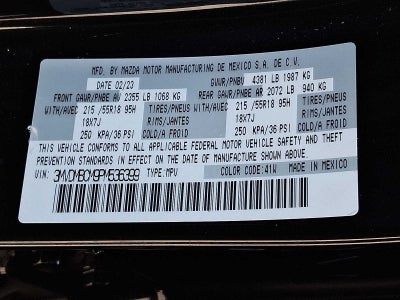 MFD. BY MAZDA MOTOR MANUFACTURING DE MEXICO S.A. DE C.V.
DATE 02/23 GVWR/PNBV 4381 LB 1987 KG
FRONT GAWR/PNBE AV 2355 LB 1068 KG REAR GAWR/PNBE AR 2072 LB 940 KG
WITH/AVEC 215 /55R18 95H TIRES/PNEUS WITH/AVEC 215 /55R18 95H TIRES/PNEUS
18X7J RIMS/JANTES 18X7J RIMS/JANTES
250 KPA/36 PSI COLD/A FROID 250 KPA/36 PSI COLD/A FROID
THIS VEHICLE CONFORMS TO ALL APPLICABLE FEDERAL MOTOR VEHICLE SAFETY AND THEFT
PREVENTION STANDARDS IN EFFECT ON THE DATE OF MANUFACTURE SHOWN ABOVE.
VIN: 3MVDMBCM9PM536399 TYPE:MPV COLOR CODE:41W MADE IN MEXICO